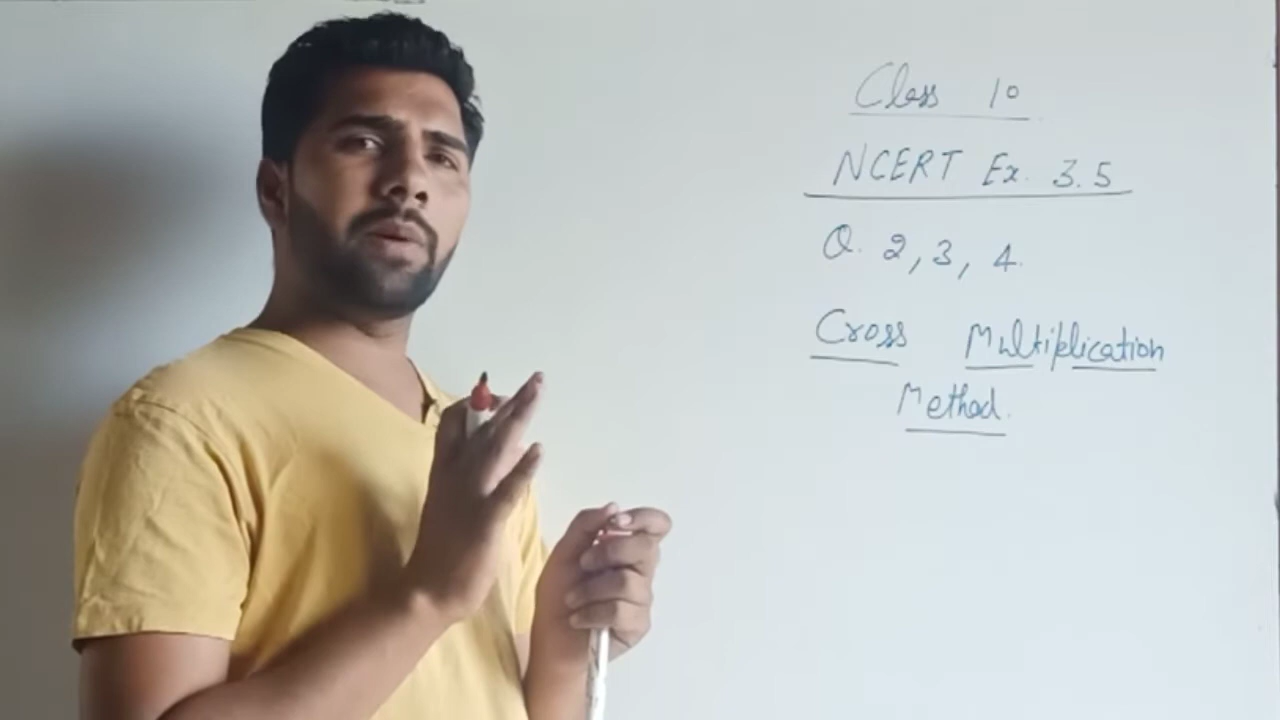 Class 10
NCERT Ex. 3.5
Q. 2, 3, 4.
Cross Multiplication
Method.